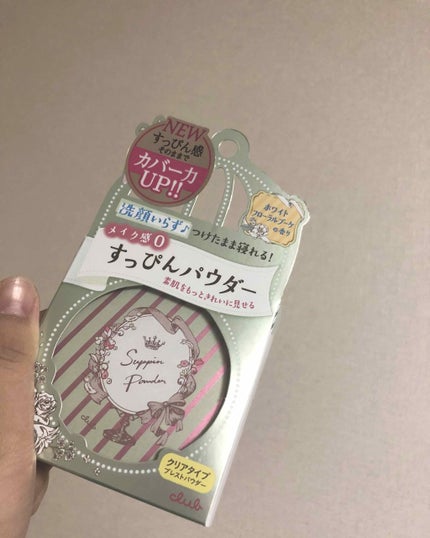 NEW
すっぴん感
そのままで
カバー力
UP!!
ホワイト
フローラルブーケ
の香り
洗顔いらず♪
つけたまま寝れる!
メイク感0
すっぴんパウダー
素肌をもっときれいに見せる
Suppin
Powder
club
クリアタイプ
プレストパウダー
club